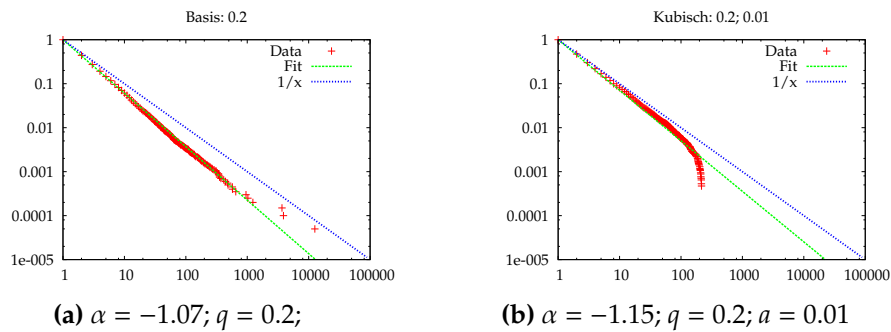 Basis: 0.2
1
0.1
0.01
0.001
0.0001
1e-005
Data
Fit
1/x
1 10 100 1000 10000 100000
(a) α = −1.07; q = 0.2;
Kubisch: 0.2; 0.01
1
0.1
0.01
0.001
0.0001
1e-005
Data
Fit
1/x
1 10 100 1000 10000 100000
(b) α = −1.15; q = 0.2; a = 0.01